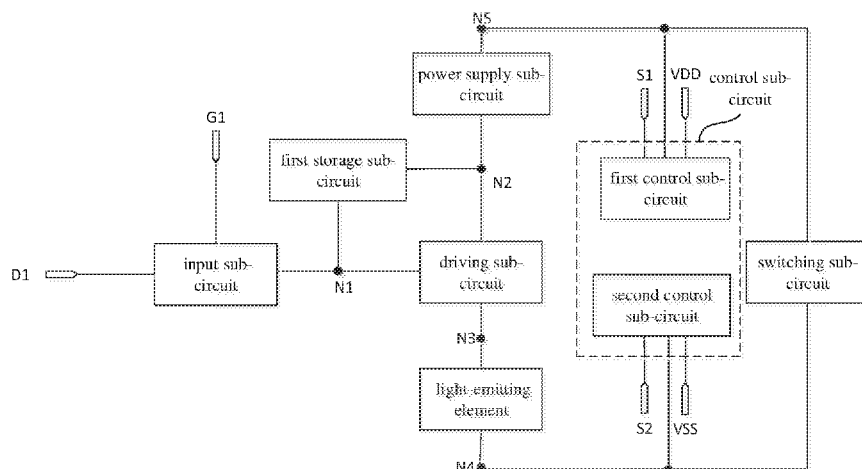 N5
power supply sub-
circuit
S1
VDD
control sub-
circuit
G1
first storage sub-
circuit
N2
first control sub-
circuit
D1
input sub-
circuit
N1
driving sub-
circuit
switching sub-
circuit
second control
sub-circuit
N3
light emitting
element
S2
VSS
N4